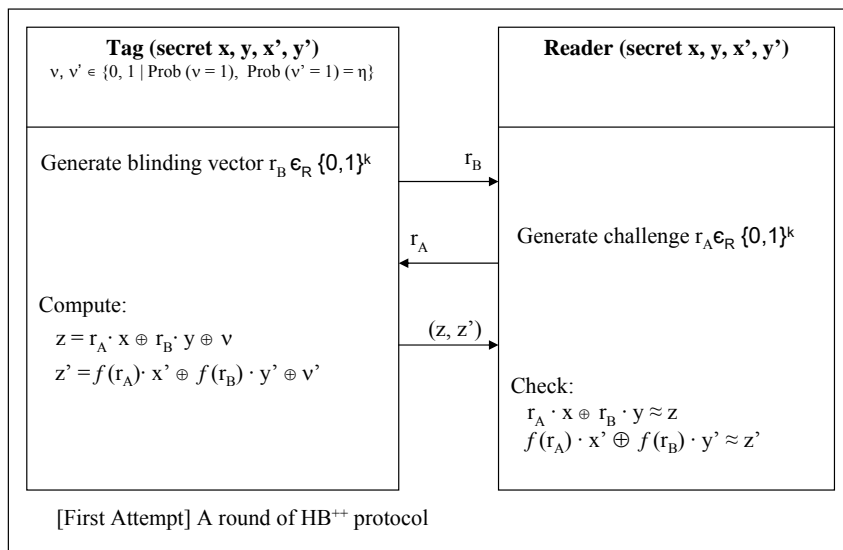 Tag (secret x, y, x', y')
ν, ν' ∈ {0, 1 | Prob (ν = 1), Prob (ν' = 1) = η}
Reader (secret x, y, x', y')
Generate blinding vector r_B ϵ_R {0,1}^k
r_B
r_A
Generate challenge r_A ϵ_R {0,1}^k
Compute:
z = r_A · x ⊕ r_B · y ⊕ ν
z' = f(r_A) · x' ⊕ f(r_B) · y' ⊕ ν'
(z, z')
Check:
r_A · x ⊕ r_B · y ≈ z
f(r_A) · x' ⊕ f(r_B) · y' ≈ z'
[First Attempt] A round of HB⁺⁺ protocol